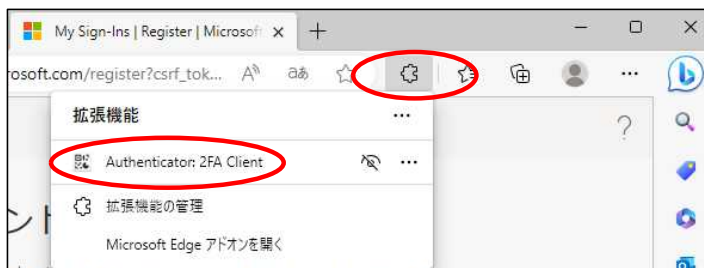 My Sign-Ins | Register | Microsof
rosoft.com/register?csrf_tok...
拡張機能
Authenticator: 2FA Client
拡張機能の管理
Microsoft Edge アドオンを開く